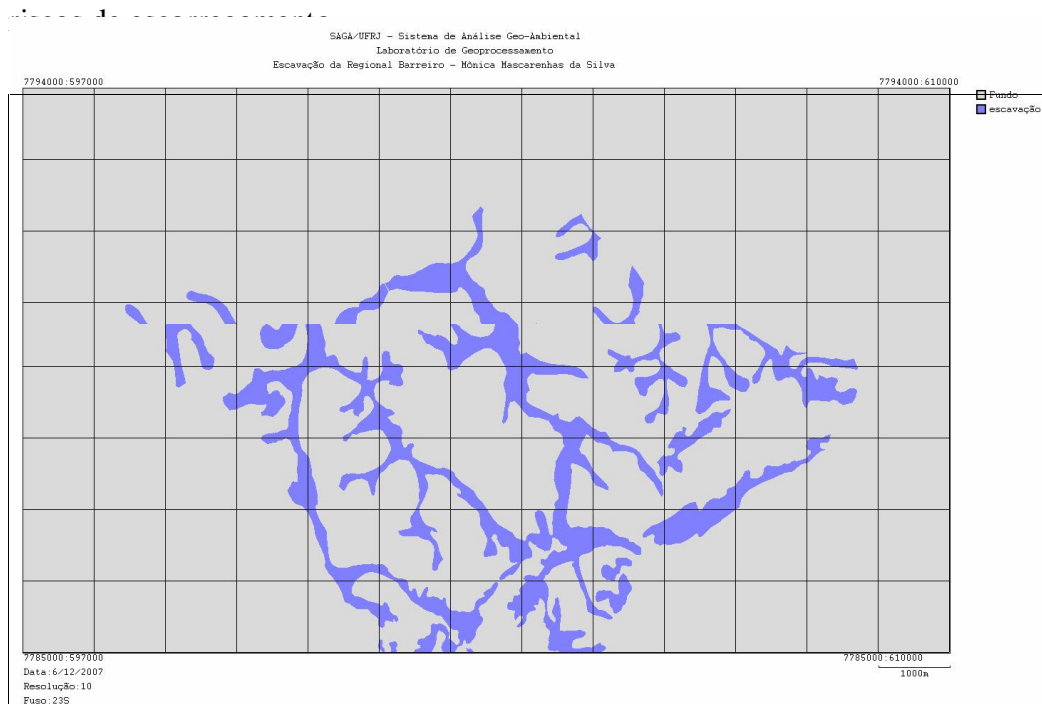 SAGA/UFRJ - Sistema de Análise Geo-Ambiental
Laboratório de Geoprocessamento
Escavação da Regional Barreiro - Mônica Mascarenhas da Silva
7794000:597000 7794000:610000
Fundo
escavação
7785000:597000 7785000:610000
Data:6/12/2007
1000m
Resolução:10
Fuso:23S